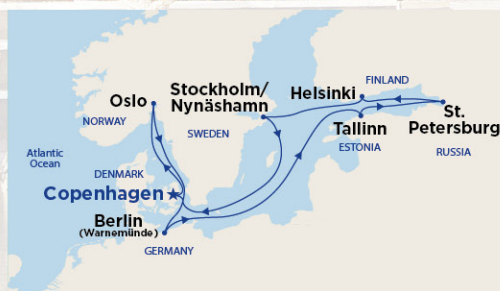 Stockholm/
Nynäshamn
Helsinki
FINLAND
Oslo
NORWAY
SWEDEN
Tallinn
ESTONIA
St.
Petersburg
RUSSIA
Atlantic
Ocean
DENMARK
Copenhagen
Berlin
(Warnemünde)
GERMANY